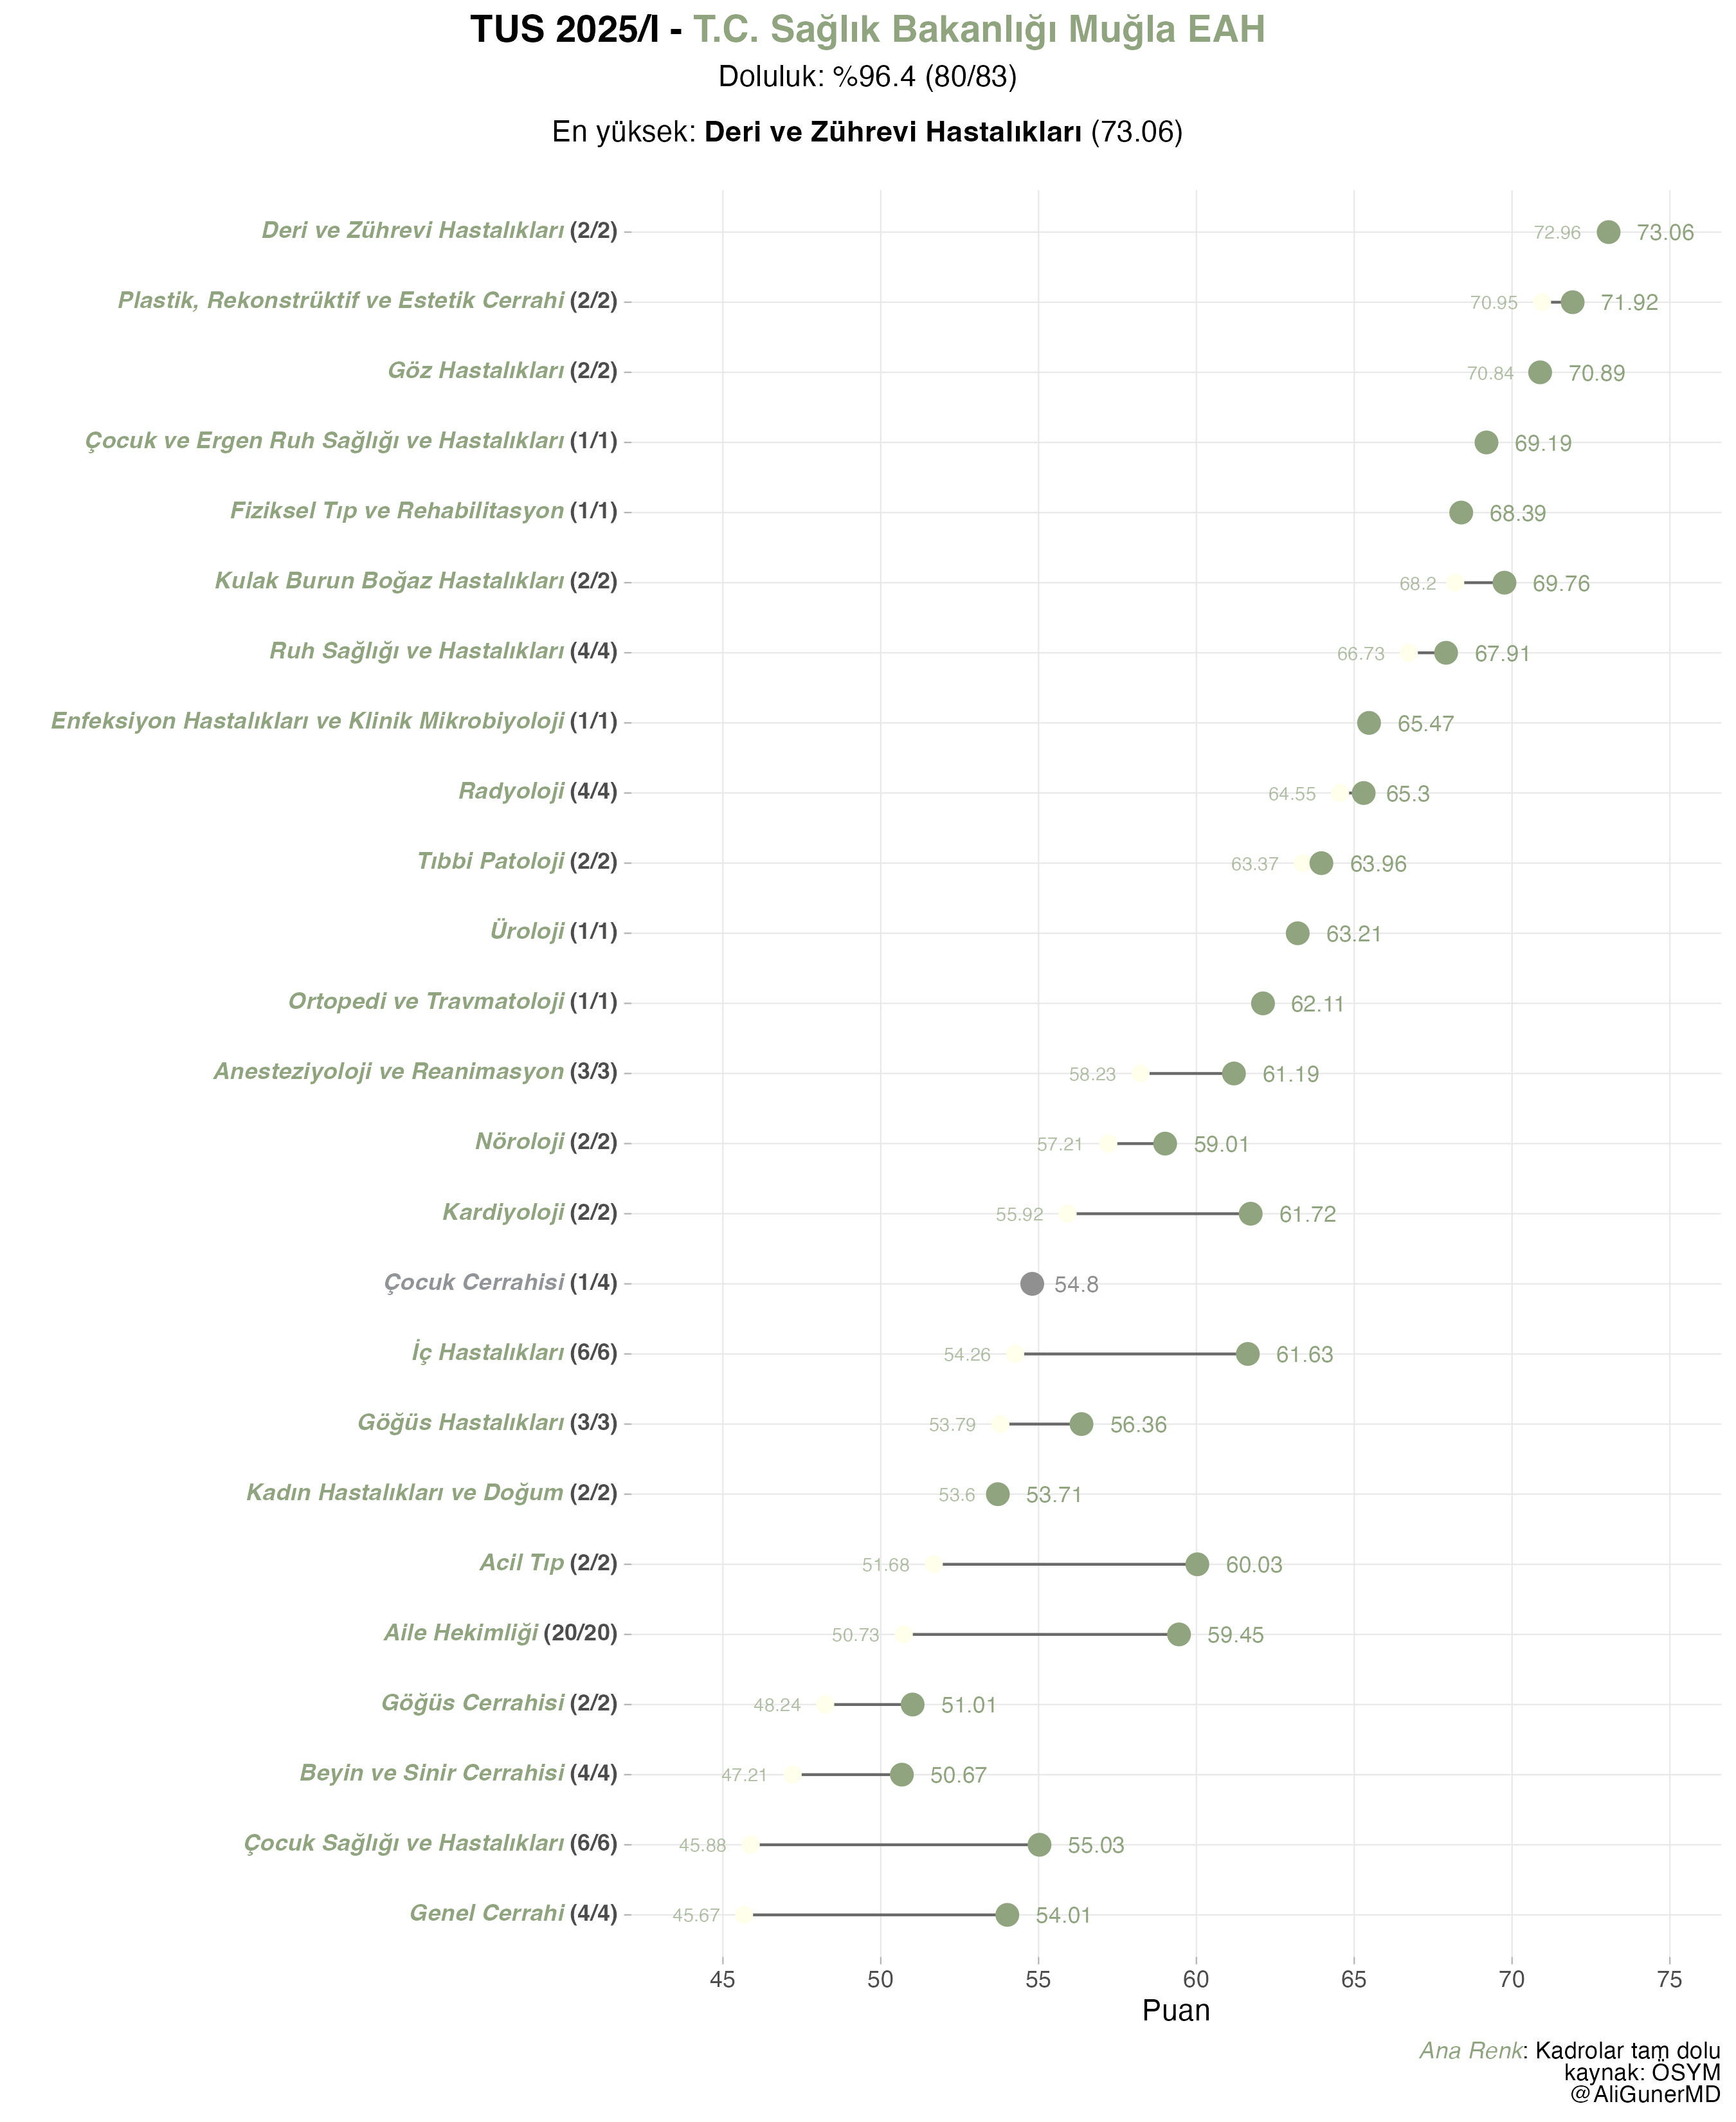 TUS 2025/I - T.C. Sağlık Bakanlığı Muğla EAH
Doluluk: %96.4 (80/83)
En yüksek: Deri ve Zührevi Hastalıkları (73.06)
Deri ve Zührevi Hastalıkları (2/2) 72.96 73.06
Plastik, Rekonstrüktif ve Estetik Cerrahi (2/2) 70.95 71.92
Göz Hastalıkları (2/2) 70.84 70.89
Çocuk ve Ergen Ruh Sağlığı ve Hastalıkları (1/1) 69.19
Fiziksel Tıp ve Rehabilitasyon (1/1) 68.39
Kulak Burun Boğaz Hastalıkları (2/2) 68.2 69.76
Ruh Sağlığı ve Hastalıkları (4/4) 66.73 67.91
Enfeksiyon Hastalıkları ve Klinik Mikrobiyoloji (1/1) 65.47
Radyoloji (4/4) 64.55 65.3
Tıbbi Patoloji (2/2) 63.37 63.96
Üroloji (1/1) 63.21
Ortopedi ve Travmatoloji (1/1) 62.11
Anesteziyoloji ve Reanimasyon (3/3) 58.23 61.19
Nöroloji (2/2) 57.21 59.01
Kardiyoloji (2/2) 55.92 61.72
Çocuk Cerrahisi (1/4) 54.8
İç Hastalıkları (6/6) 54.26 61.63
Göğüs Hastalıkları (3/3) 53.79 56.36
Kadın Hastalıkları ve Doğum (2/2) 53.6 53.71
Acil Tıp (2/2) 51.68 60.03
Aile Hekimliği (20/20) 50.73 59.45
Göğüs Cerrahisi (2/2) 48.24 51.01
Beyin ve Sinir Cerrahisi (4/4) 47.21 50.67
Çocuk Sağlığı ve Hastalıkları (6/6) 45.88 55.03
Genel Cerrahi (4/4) 45.67 54.01
45 50 55 60 65 70 75
Puan
Ana Renk: Kadrolar tam dolu
kaynak: ÖSYM
@AliGunerMD